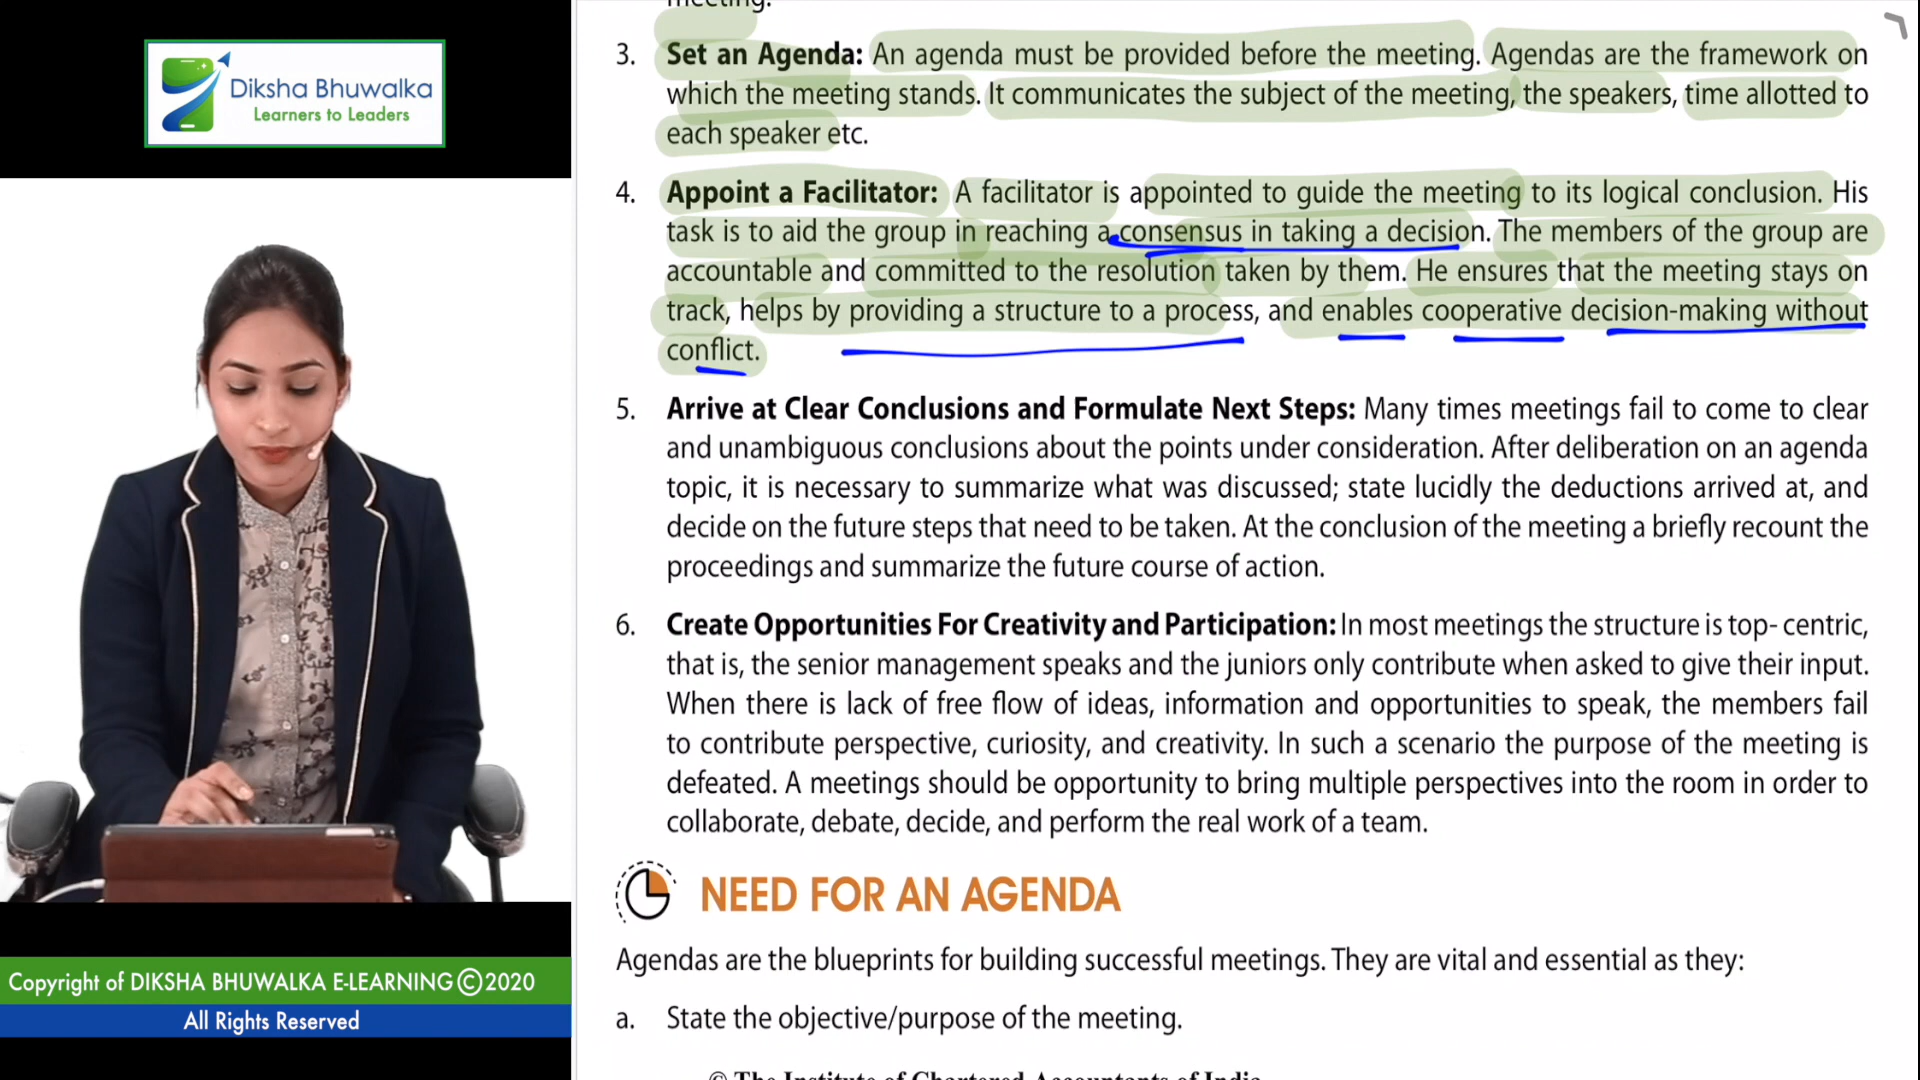 Diksha Bhuwalka
Learners to Leaders
meeting.
3. Set an Agenda: An agenda must be provided before the meeting. Agendas are the framework on
which the meeting stands. It communicates the subject of the meeting, the speakers, time allotted to
each speaker etc.
4. Appoint a Facilitator: A facilitator is appointed to guide the meeting to its logical conclusion. His
task is to aid the group in reaching a consensus in taking a decision. The members of the group are
accountable and committed to the resolution taken by them. He ensures that the meeting stays on
track, helps by providing a structure to a process, and enables cooperative decision-making without
conflict.
5. Arrive at Clear Conclusions and Formulate Next Steps: Many times meetings fail to come to clear
and unambiguous conclusions about the points under consideration. After deliberation on an agenda
topic, it is necessary to summarize what was discussed; state lucidly the deductions arrived at, and
decide on the future steps that need to be taken. At the conclusion of the meeting a briefly recount the
proceedings and summarize the future course of action.
6. Create Opportunities For Creativity and Participation: In most meetings the structure is top- centric,
that is, the senior management speaks and the juniors only contribute when asked to give their input.
When there is lack of free flow of ideas, information and opportunities to speak, the members fail
to contribute perspective, curiosity, and creativity. In such a scenario the purpose of the meeting is
defeated. A meetings should be opportunity to bring multiple perspectives into the room in order to
collaborate, debate, decide, and perform the real work of a team.
NEED FOR AN AGENDA
Agendas are the blueprints for building successful meetings. They are vital and essential as they:
a. State the objective/purpose of the meeting.
© The Institute of Chartered Accountants of India
Copyright of DIKSHA BHUWALKA E-LEARNING©2020
All Rights Reserved